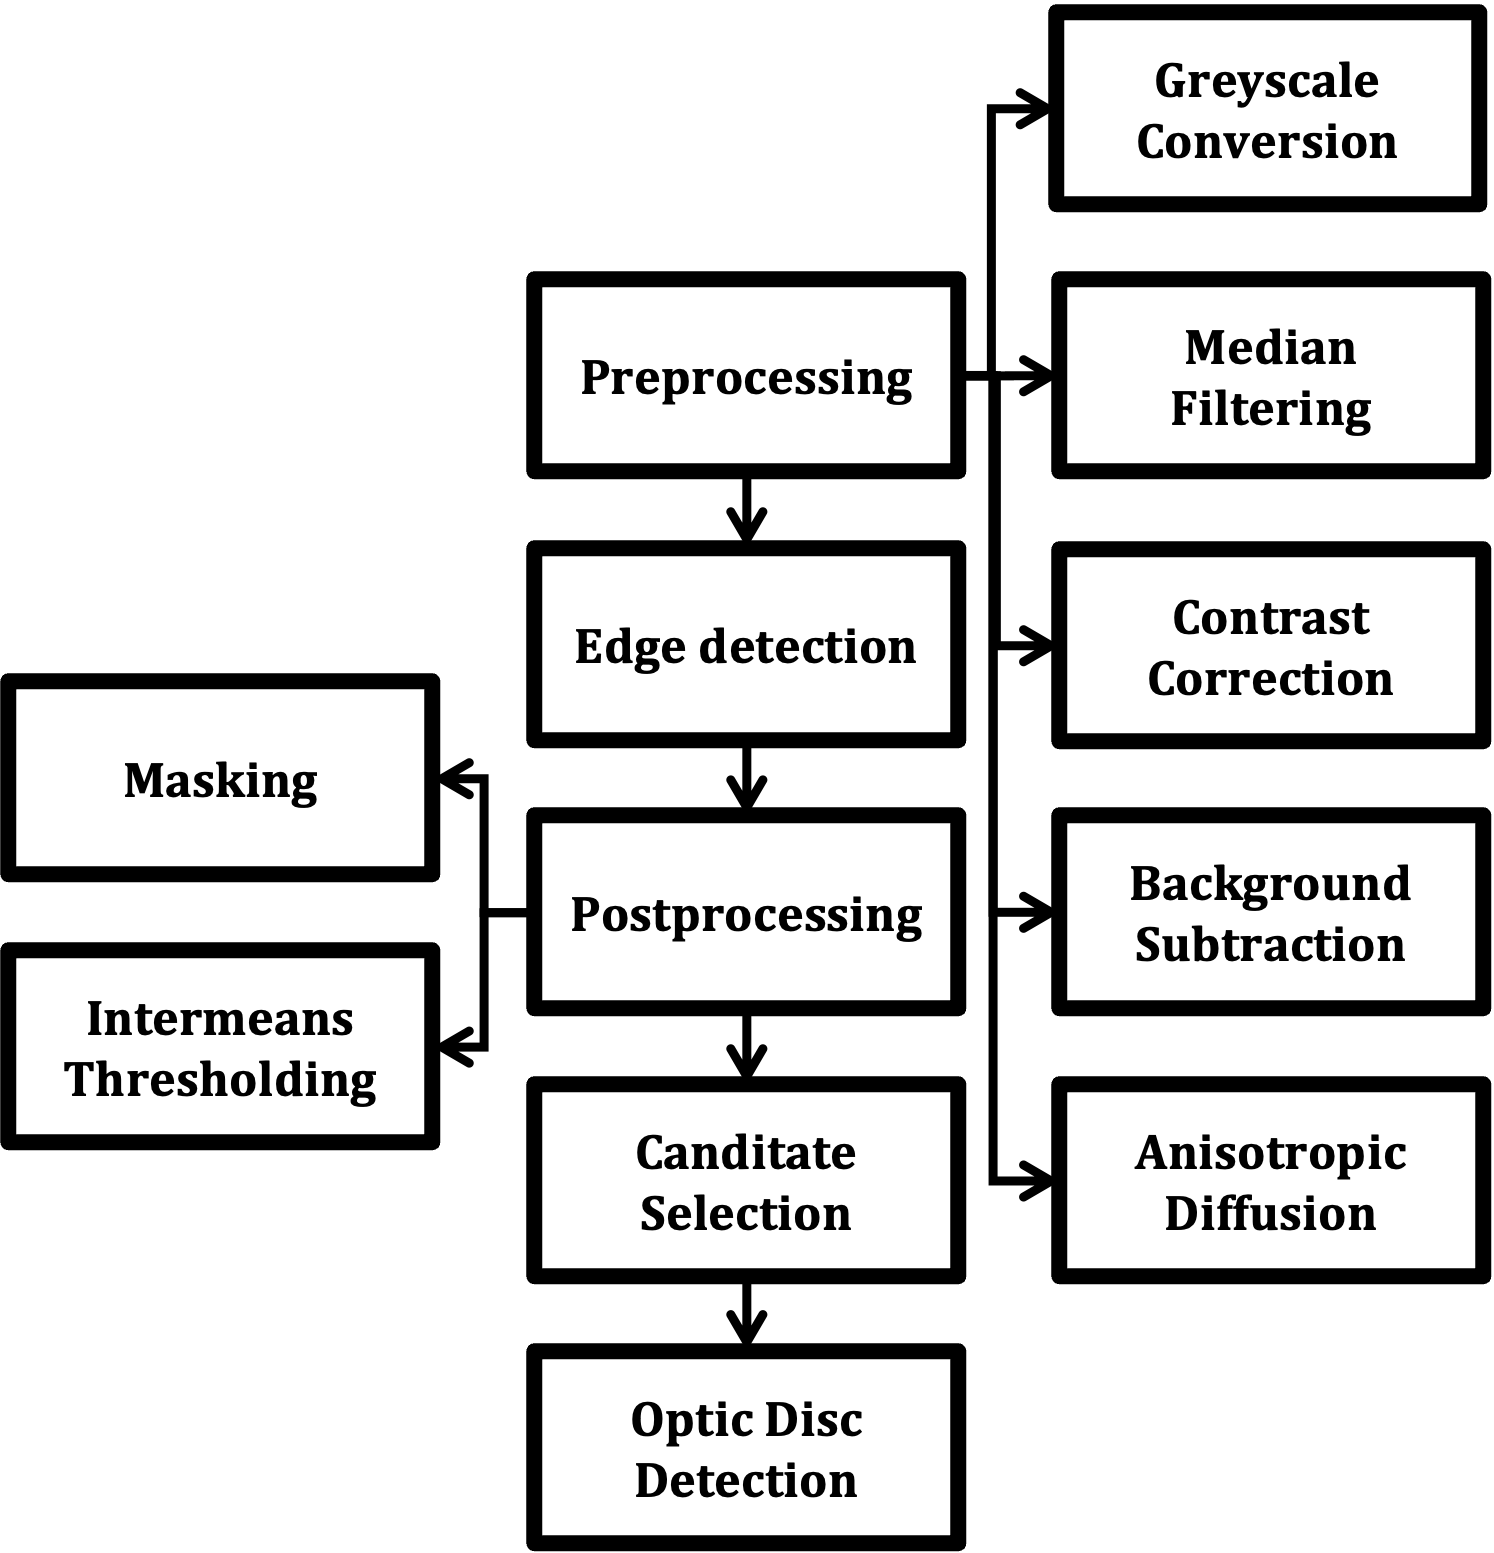 Greyscale
Conversion
Preprocessing
Median
Filtering
Edge detection
Contrast
Correction
Masking
Postprocessing
Background
Subtraction
Intermeans
Thresholding
Canditate
Selection
Anisotropic
Diffusion
Optic Disc
Detection